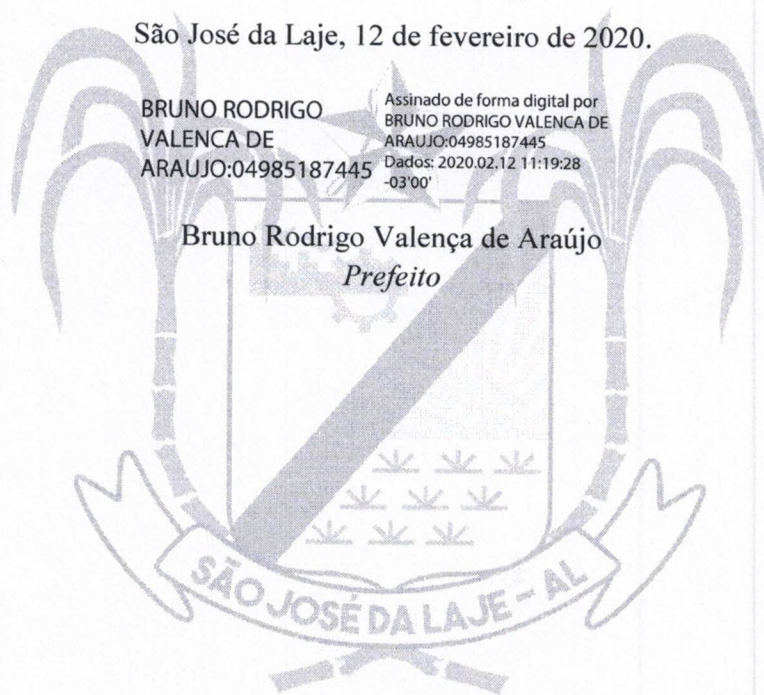 São José da Laje, 12 de fevereiro de 2020.
BRUNO RODRIGO
VALENCA DE
ARAUJO:04985187445
Assinado de forma digital por
BRUNO RODRIGO VALENCA DE
ARAUJO:04985187445
Dados: 2020.02.12 11:19:28
-03'00'
Bruno Rodrigo Valença de Araújo
Prefeito
SÃO JOSÉ DA LAJE - AL